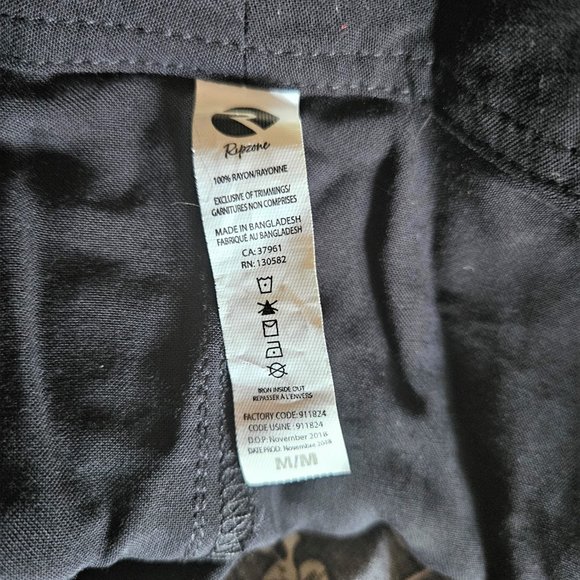 Ripzone
100% RAYON/RAYONNE
EXCLUSIVE OF TRIMMINGS/
GARNITURES NON COMPRISES
MADE IN BANGLADESH
FABRIQUÉ AU BANGLADESH
CA: 37961
RN: 130582
IRON INSIDE OUT
REPASSER À L'ENVERS
FACTORY CODE: 911824
CODE USINE : 911824
D.O.P: November 2018
DATE PROD: Novembre 2018
M/M